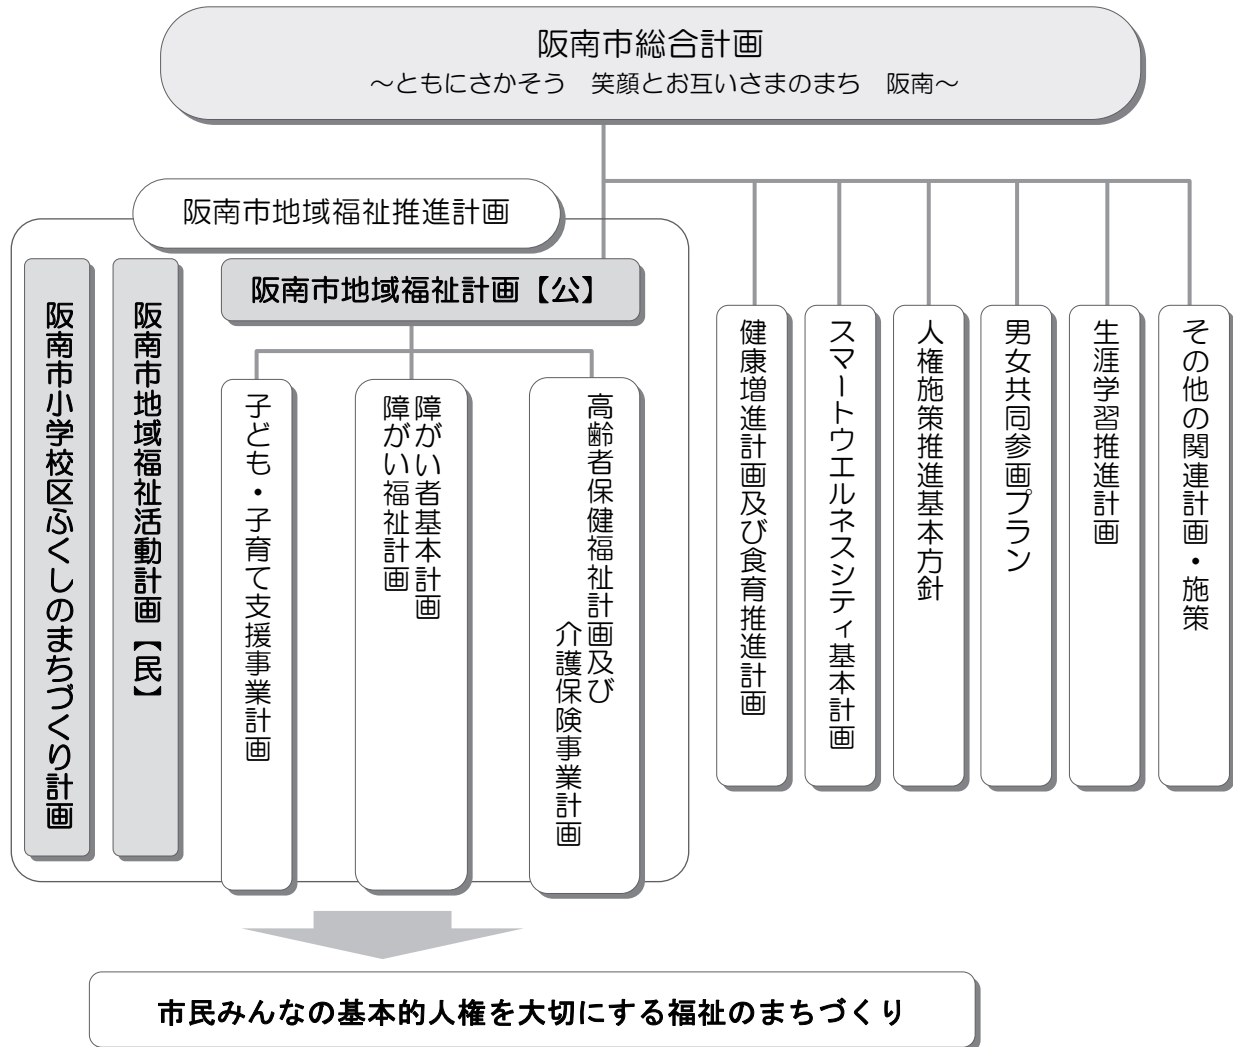 阪南市総合計画
～ともにさかそう　笑顔とお互いさまのまち　阪南～
阪南市地域福祉推進計画
阪南市小学校区ふくしのまちづくり計画
阪南市地域福祉活動計画【民】
阪南市地域福祉計画【公】
子ども・子育て支援事業計画
障がい者基本計画
障がい福祉計画
高齢者保健福祉計画及び
介護保険事業計画
健康増進計画及び食育推進計画
スマートウエルネスシティ基本計画
人権施策推進基本方針
男女共同参画プラン
生涯学習推進計画
その他の関連計画・施策
市民みんなの基本的人権を大切にする福祉のまちづくり